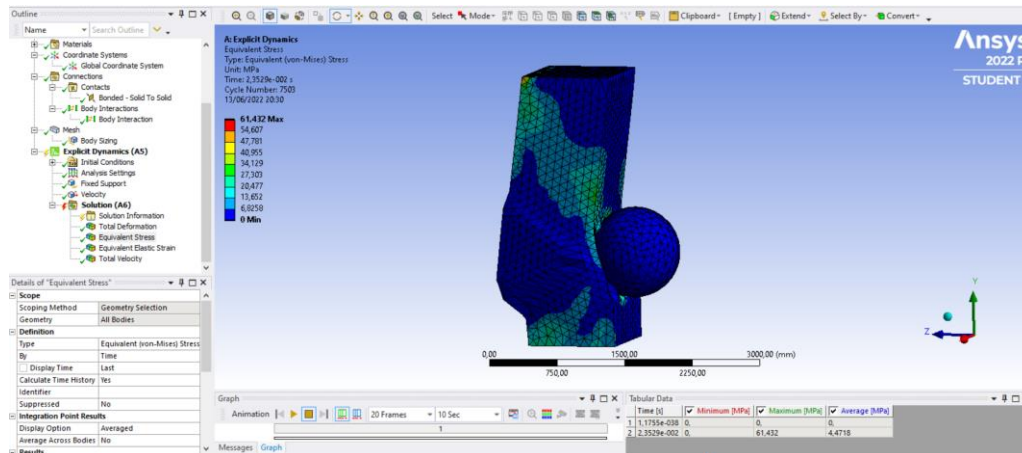 Outline
Name
Search Outline
Materials
Coordinate Systems
Global Coordinate System
Connections
Contacts
Bonded - Solid To Solid
Body Interactions
Body Interaction
Mesh
Body Sizing
Explicit Dynamics (A5)
Initial Conditions
Analysis Settings
Fixed Support
Velocity
Solution (A6)
Solution Information
Total Deformation
Equivalent Stress
Equivalent Elastic Strain
Total Velocity
Details of "Equivalent Stress"
Scope
Scoping Method Geometry Selection
Geometry All Bodies
Definition
Type Equivalent (von-Mises) Stress
By Time
Display Time Last
Calculate Time History Yes
Identifier
Suppressed No
Integration Point Results
Display Option Averaged
Average Across Bodies No
Results
Select Mode Clipboard [ Empty ] Extend Select By Convert
A: Explicit Dynamics
Equivalent Stress
Type: Equivalent (von-Mises) Stress
Unit: MPa
Time: 2,3529e-002 s
Cycle Number: 7503
13/06/2022 20:30
61,432 Max
54,607
47,781
40,955
34,129
27,303
20,477
13,652
6,8258
0 Min
Ansys
2022 R
STUDENT
0,00 1500,00 3000,00 (mm)
750,00 2250,00
Y
Z
Graph
Animation 20 Frames 10 Sec
1
Messages Graph
Tabular Data
Time [s] Minimum [MPa] Maximum [MPa] Average [MPa]
1 1,1755e-038 0, 0, 0,
2 2,3529e-002 0, 61,432 4,4718